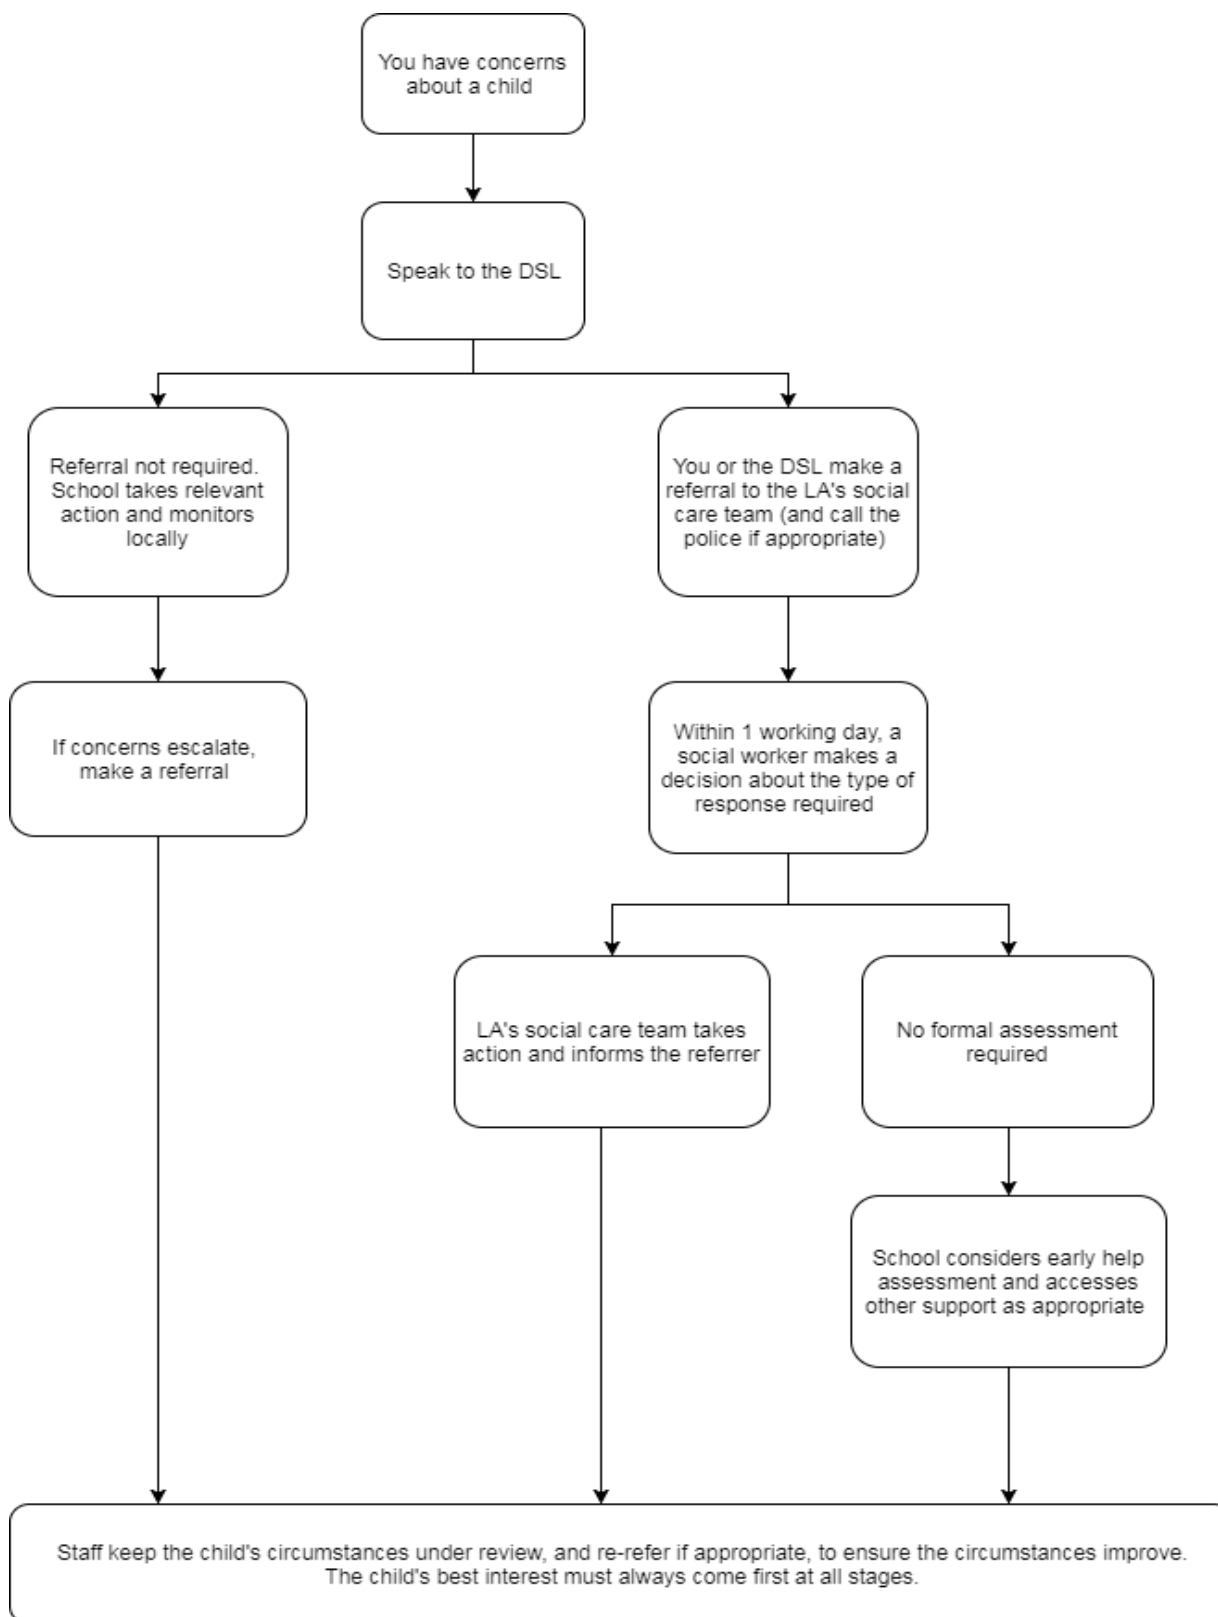 You have concerns
about a child
Speak to the DSL
Referral not required.
School takes relevant
action and monitors
locally
You or the DSL make a
referral to the LA's social
care team (and call the
police if appropriate)
If concerns escalate,
make a referral
Within 1 working day, a
social worker makes a
decision about the type of
response required
LA's social care team takes
action and informs the referrer
No formal assessment
required
School considers early help
assessment and accesses
other support as appropriate
Staff keep the child's circumstances under review, and re-refer if appropriate, to ensure the circumstances improve.
The child's best interest must always come first at all stages.